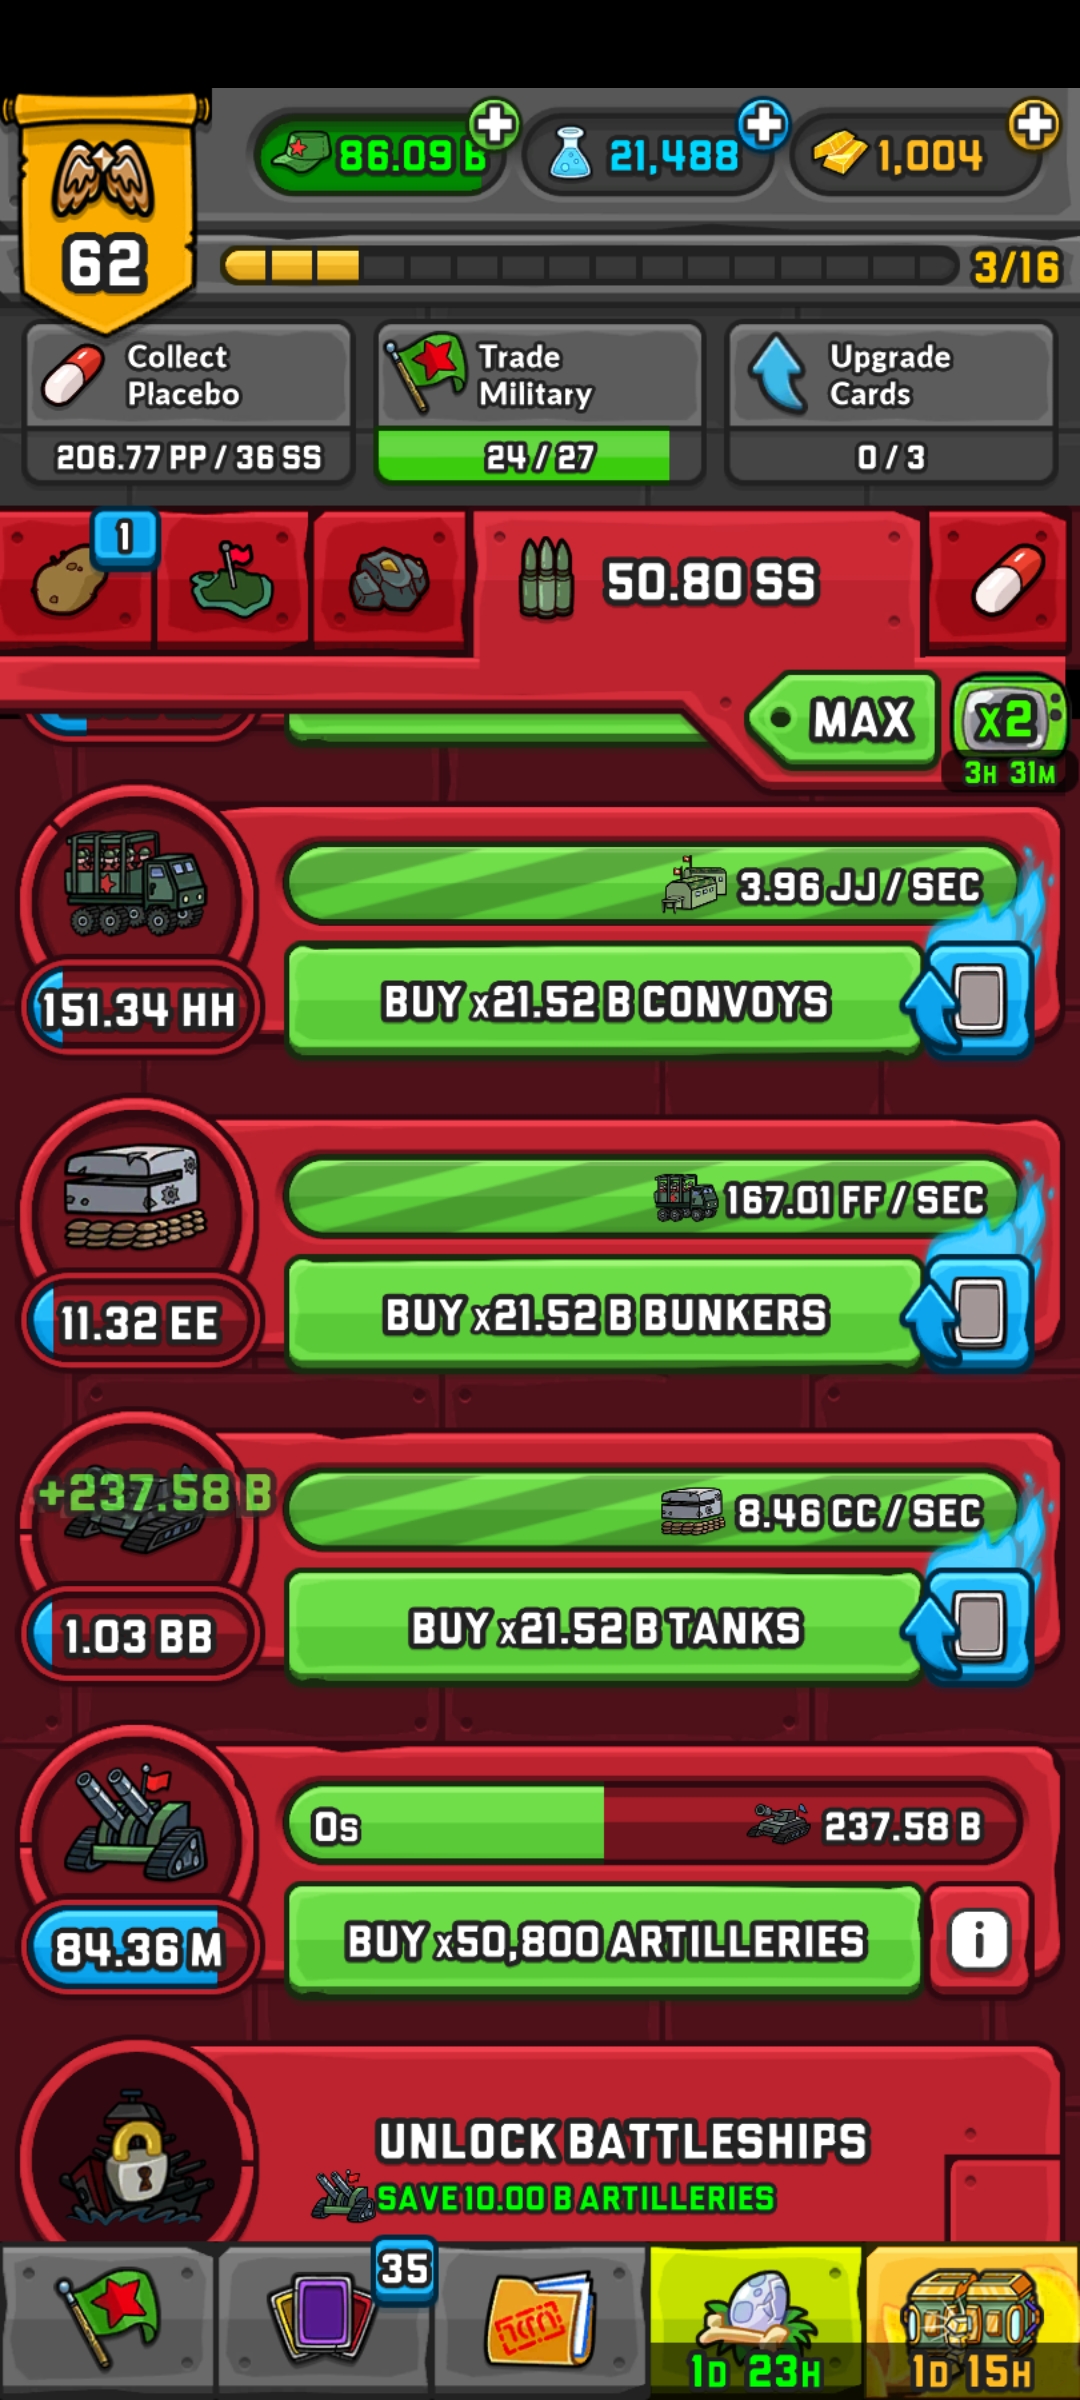 86.09 B
21,488
1,004
62
3/16
Collect
Placebo
206.77 PP / 36 SS
Trade
Military
24 / 27
Upgrade
Cards
0 / 3
1
50.80 SS
MAX
x2
3H 31M
3.96 JJ / SEC
151.34 HH
BUY x21.52 B CONVOYS
167.01 FF / SEC
11.32 EE
BUY x21.52 B BUNKERS
+237.58 B
8.46 CC / SEC
1.03 BB
BUY x21.52 B TANKS
0s
237.58 B
84.36 M
BUY x50,800 ARTILLERIES
i
UNLOCK BATTLESHIPS
SAVE 10.00 B ARTILLERIES
35
1D 23H
1D 15H